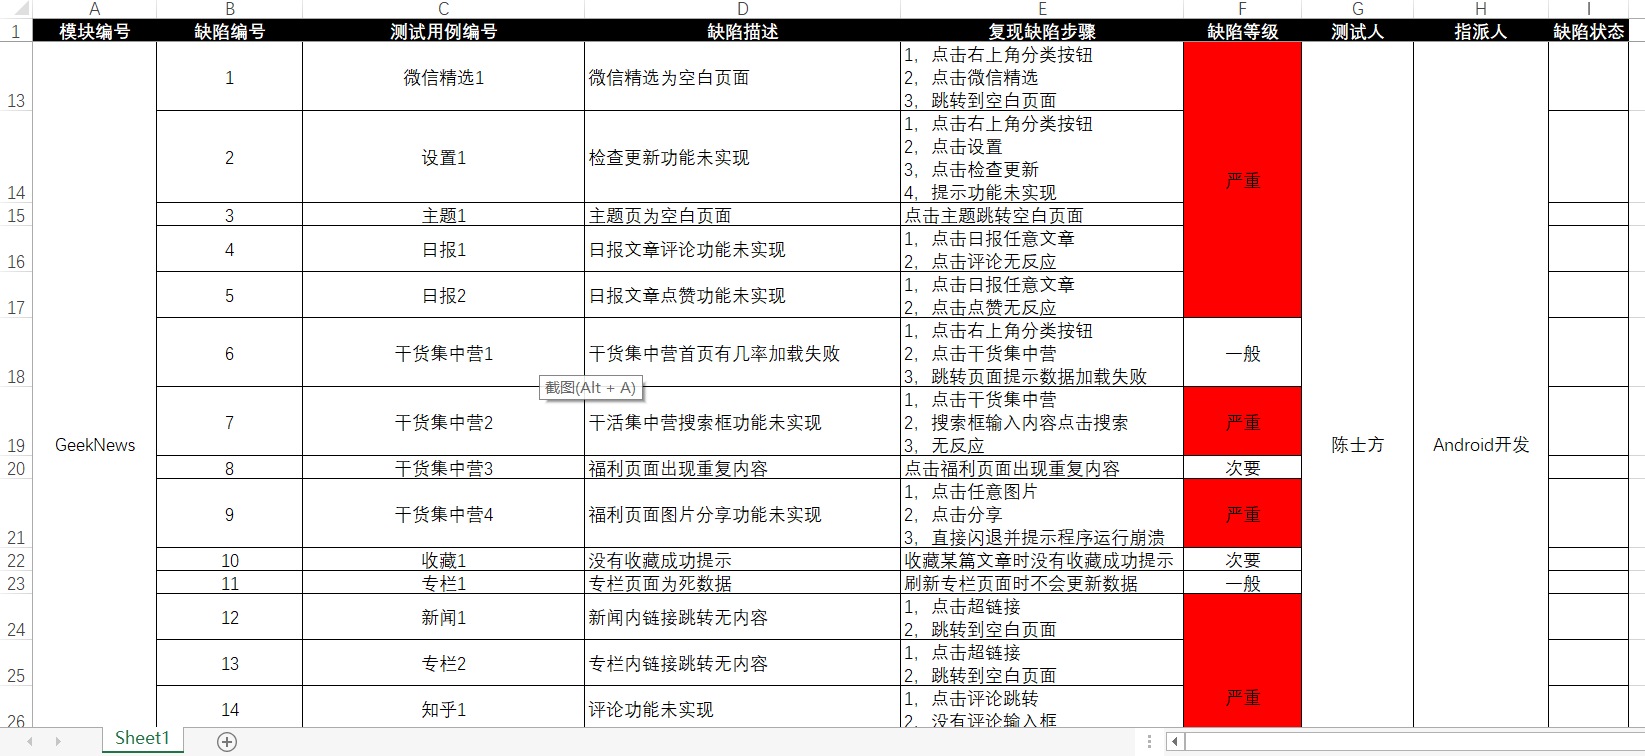 A B C D E F G H I
1 模块编号 缺陷编号 测试用例编号 缺陷描述 复现缺陷步骤 缺陷等级 测试人 指派人 缺陷状态
13 1 微信精选1 微信精选为空白页面
1，点击右上角分类按钮
2，点击微信精选
3，跳转到空白页面
14 2 设置1 检查更新功能未实现
1，点击右上角分类按钮
2，点击设置
3，点击检查更新
4，提示功能未实现
严重
15 3 主题1 主题页为空白页面 点击主题跳转空白页面
16 4 日报1 日报文章评论功能未实现
1，点击日报任意文章
2，点击评论无反应
17 5 日报2 日报文章点赞功能未实现
1，点击日报任意文章
2，点击点赞无反应
18 6 干货集中营1 干货集中营首页有几率加载失败
1，点击右上角分类按钮
2，点击干货集中营
3，跳转页面提示数据加载失败
一般
截图(Alt + A)
19 7 干货集中营2 干活集中营搜索框功能未实现
1，点击干货集中营
2，搜索框输入内容点击搜索
3，无反应
严重
GeekNews 陈士方 Android开发
20 8 干货集中营3 福利页面出现重复内容 点击福利页面出现重复内容 次要
21 9 干货集中营4 福利页面图片分享功能未实现
1，点击任意图片
2，点击分享
3，直接闪退并提示程序运行崩溃
严重
22 10 收藏1 没有收藏成功提示 收藏某篇文章时没有收藏成功提示 次要
23 11 专栏1 专栏页面为死数据 刷新专栏页面时不会更新数据 一般
24 12 新闻1 新闻内链接跳转无内容
1，点击超链接
2，跳转到空白页面
25 13 专栏2 专栏内链接跳转无内容
1，点击超链接
2，跳转到空白页面
26 14 知乎1 评论功能未实现
1，点击评论跳转
2，没有评论输入框
严重
Sheet1